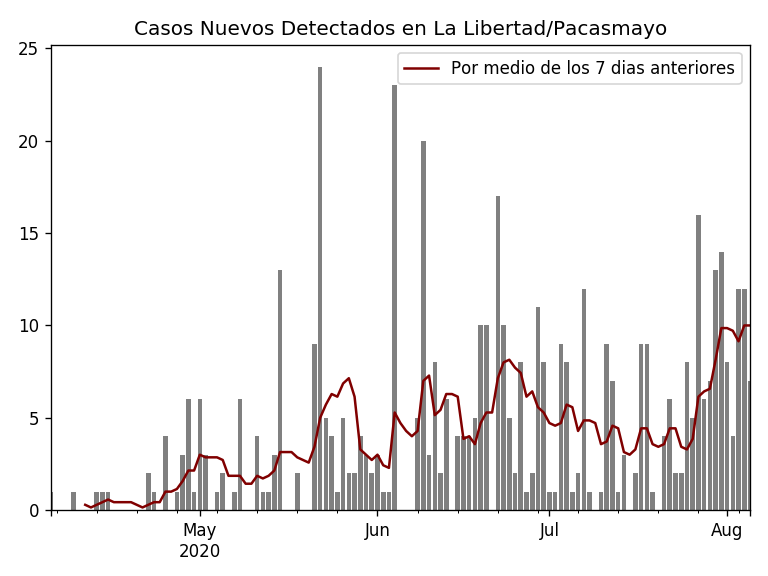 Casos Nuevos Detectados en La Libertad/Pacasmayo
Por medio de los 7 dias anteriores
25
20
15
10
5
0
May
2020
Jun
Jul
Aug